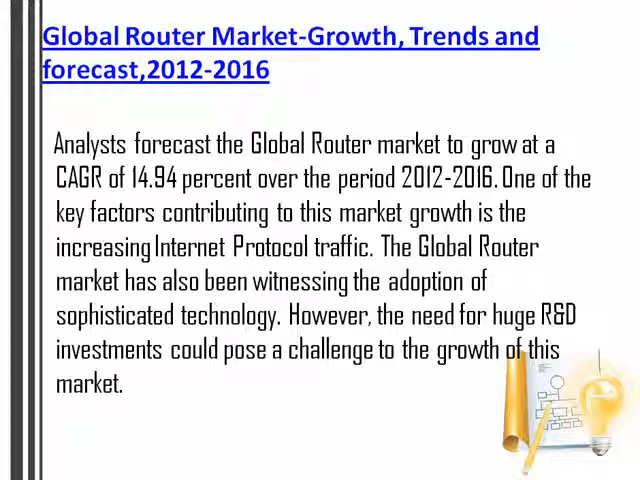 Global Router Market-Growth, Trends and
forecast,2012-2016
Analysts forecast the Global Router market to grow at a
CAGR of 14.94 percent over the period 2012-2016. One of the
key factors contributing to this market growth is the
increasing Internet Protocol traffic. The Global Router
market has also been witnessing the adoption of
sophisticated technology. However, the need for huge R&D
investments could pose a challenge to the growth of this
market.